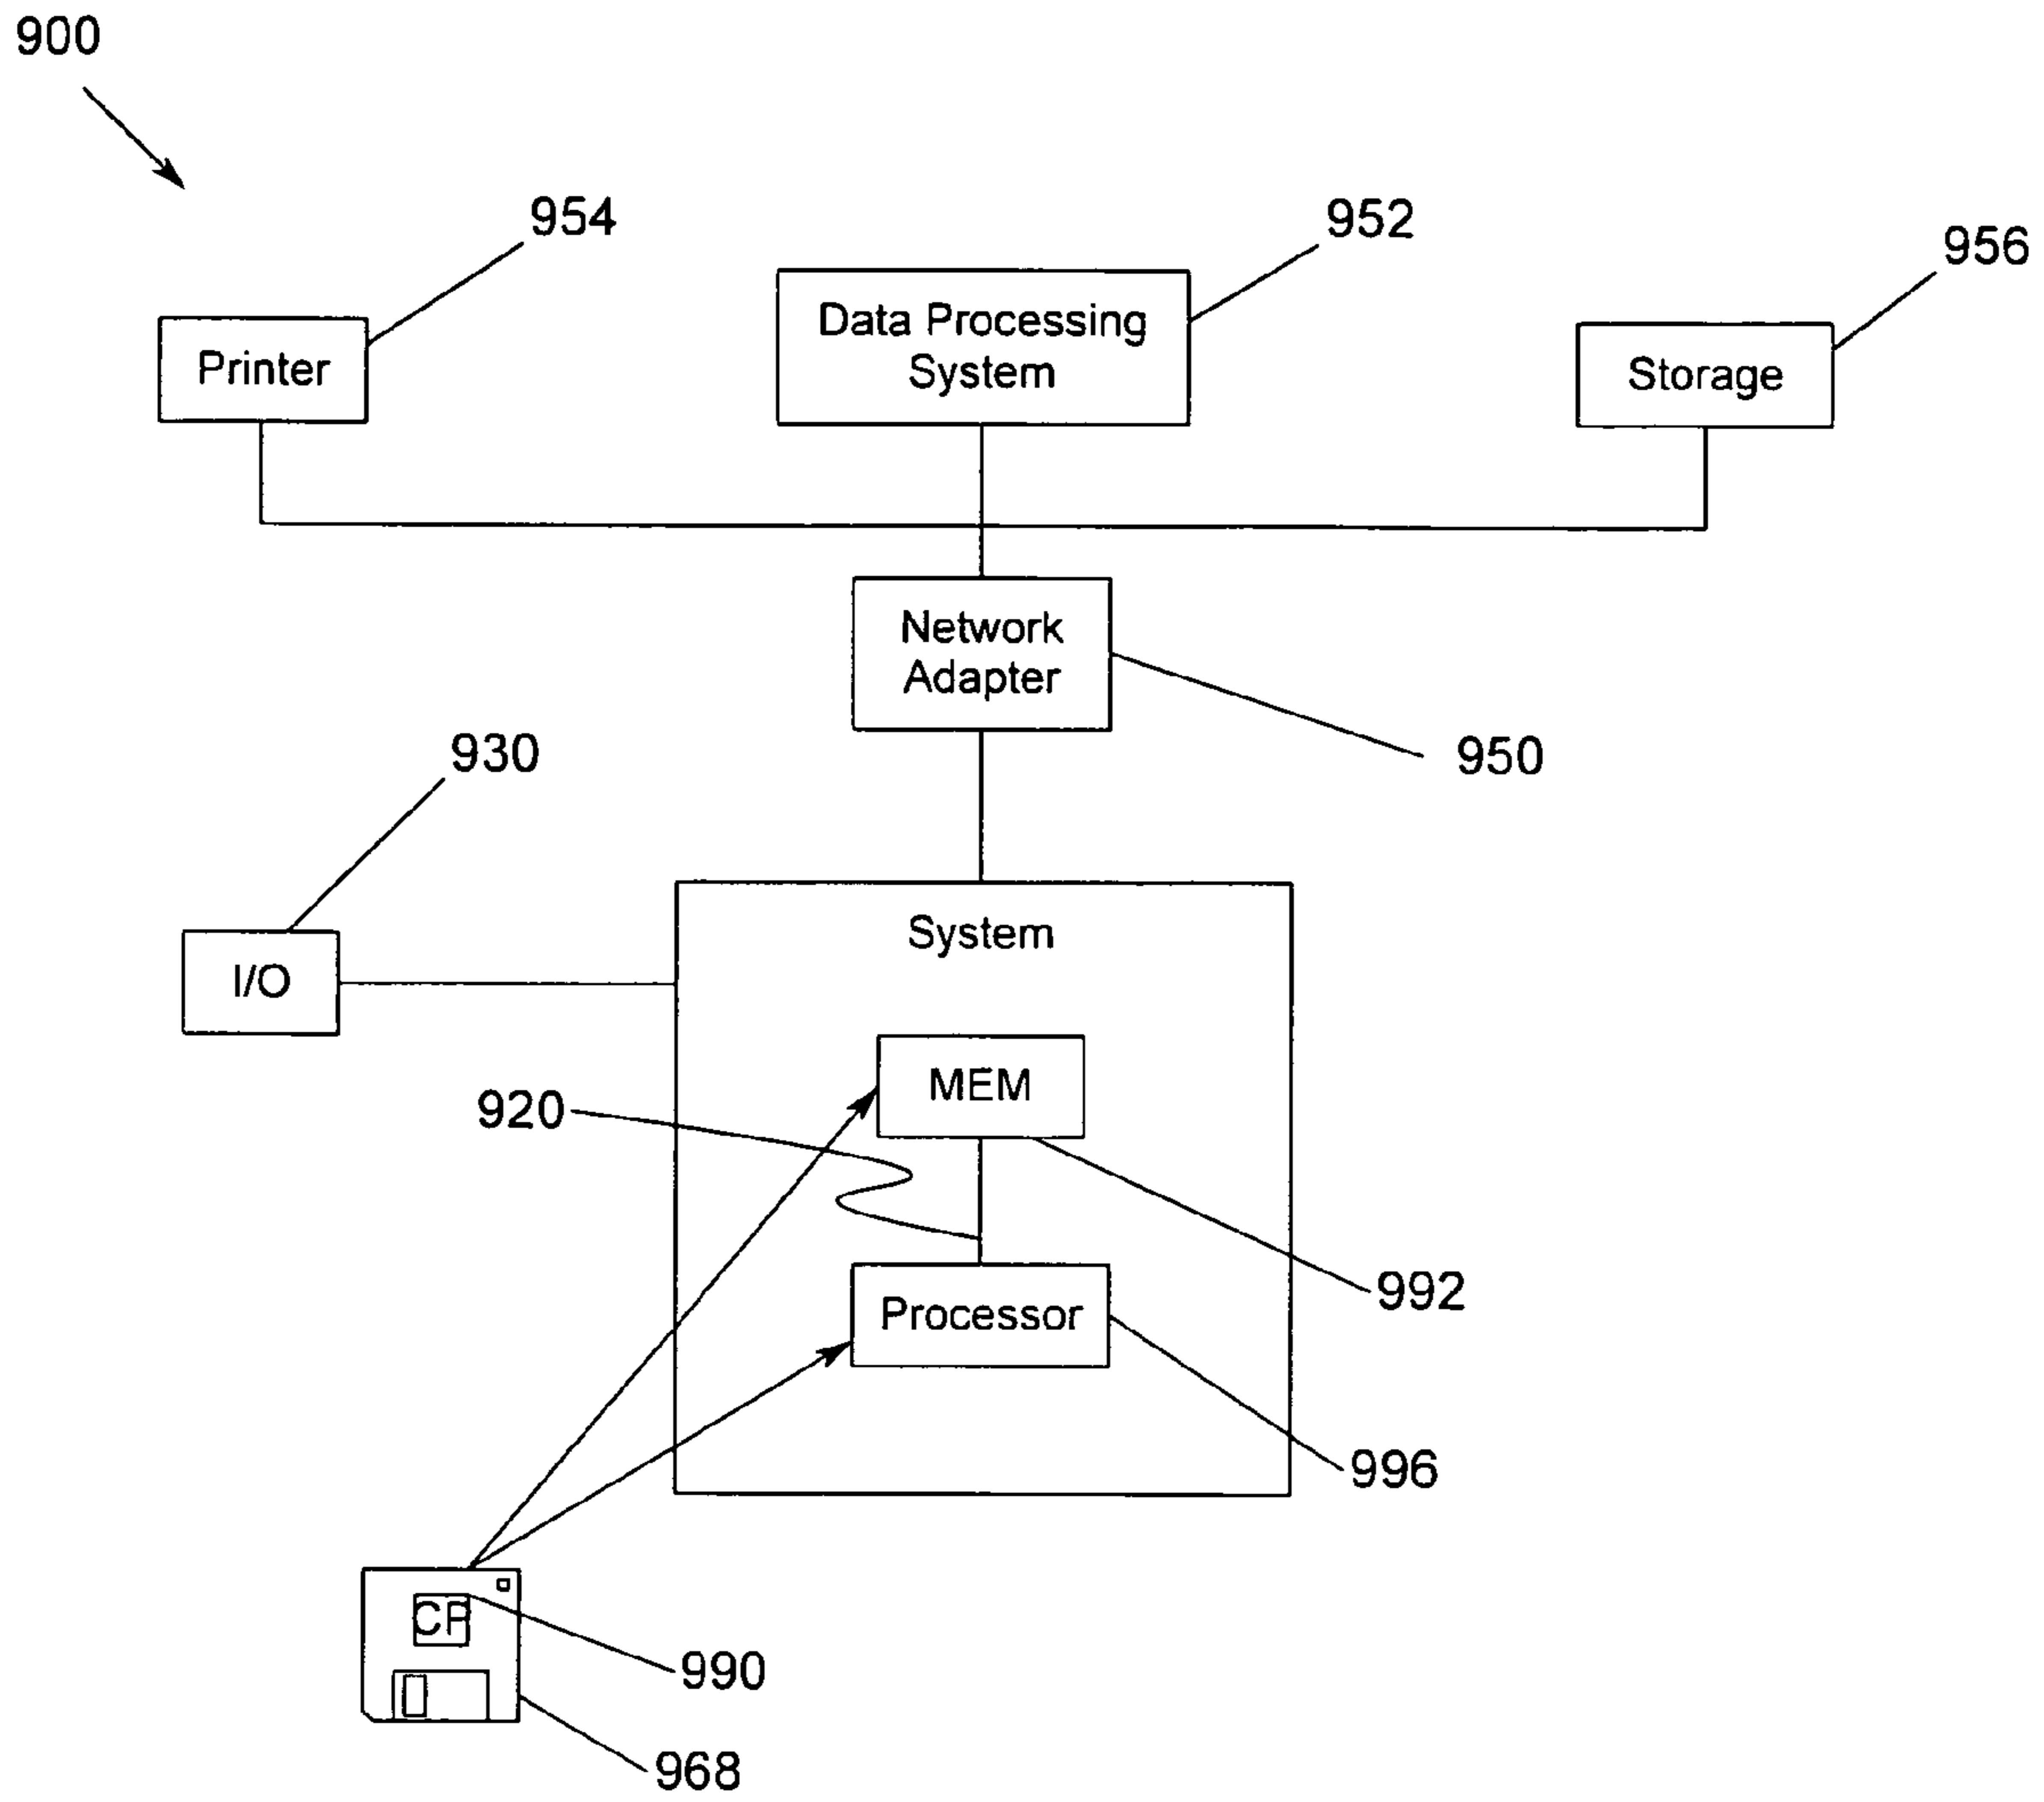 900
954
952
956
Printer
Data Processing
System
Storage
Network
Adapter
950
930
System
I/O
MEM
920
992
Processor
996
CP
990
968